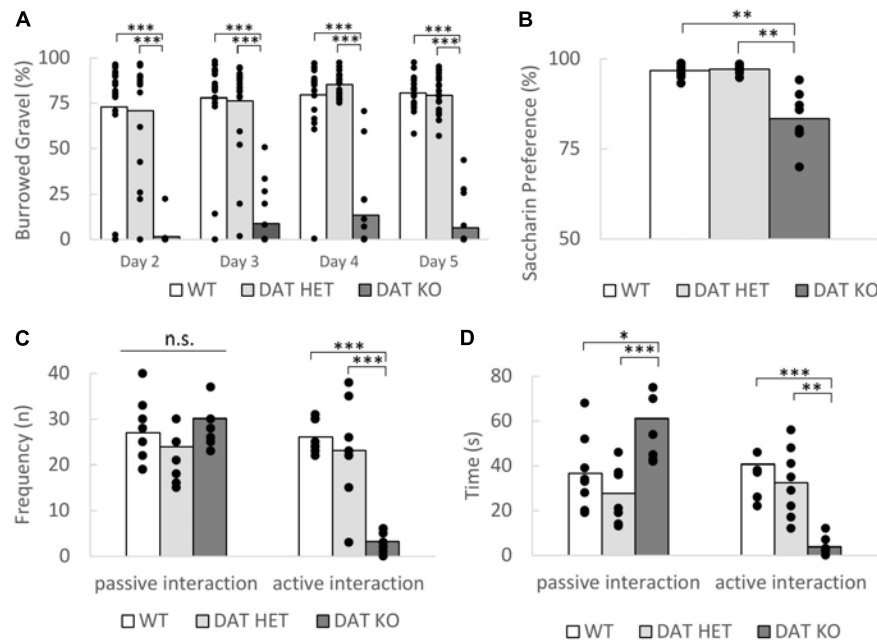 A
Burrowed Gravel (%)
100
75
50
25
0
*** *** *** ***
*** *** *** ***
Day 2 Day 3 Day 4 Day 5
WT DAT HET DAT KO
B
Saccharin Preference (%)
100
75
50
**
**
WT DAT HET DAT KO
C
Frequency (n)
40
30
20
10
0
n.s.
***
***
passive interaction active interaction
WT DAT HET DAT KO
D
Time (s)
80
60
40
20
0
* ***
*** **
passive interaction active interaction
WT DAT HET DAT KO